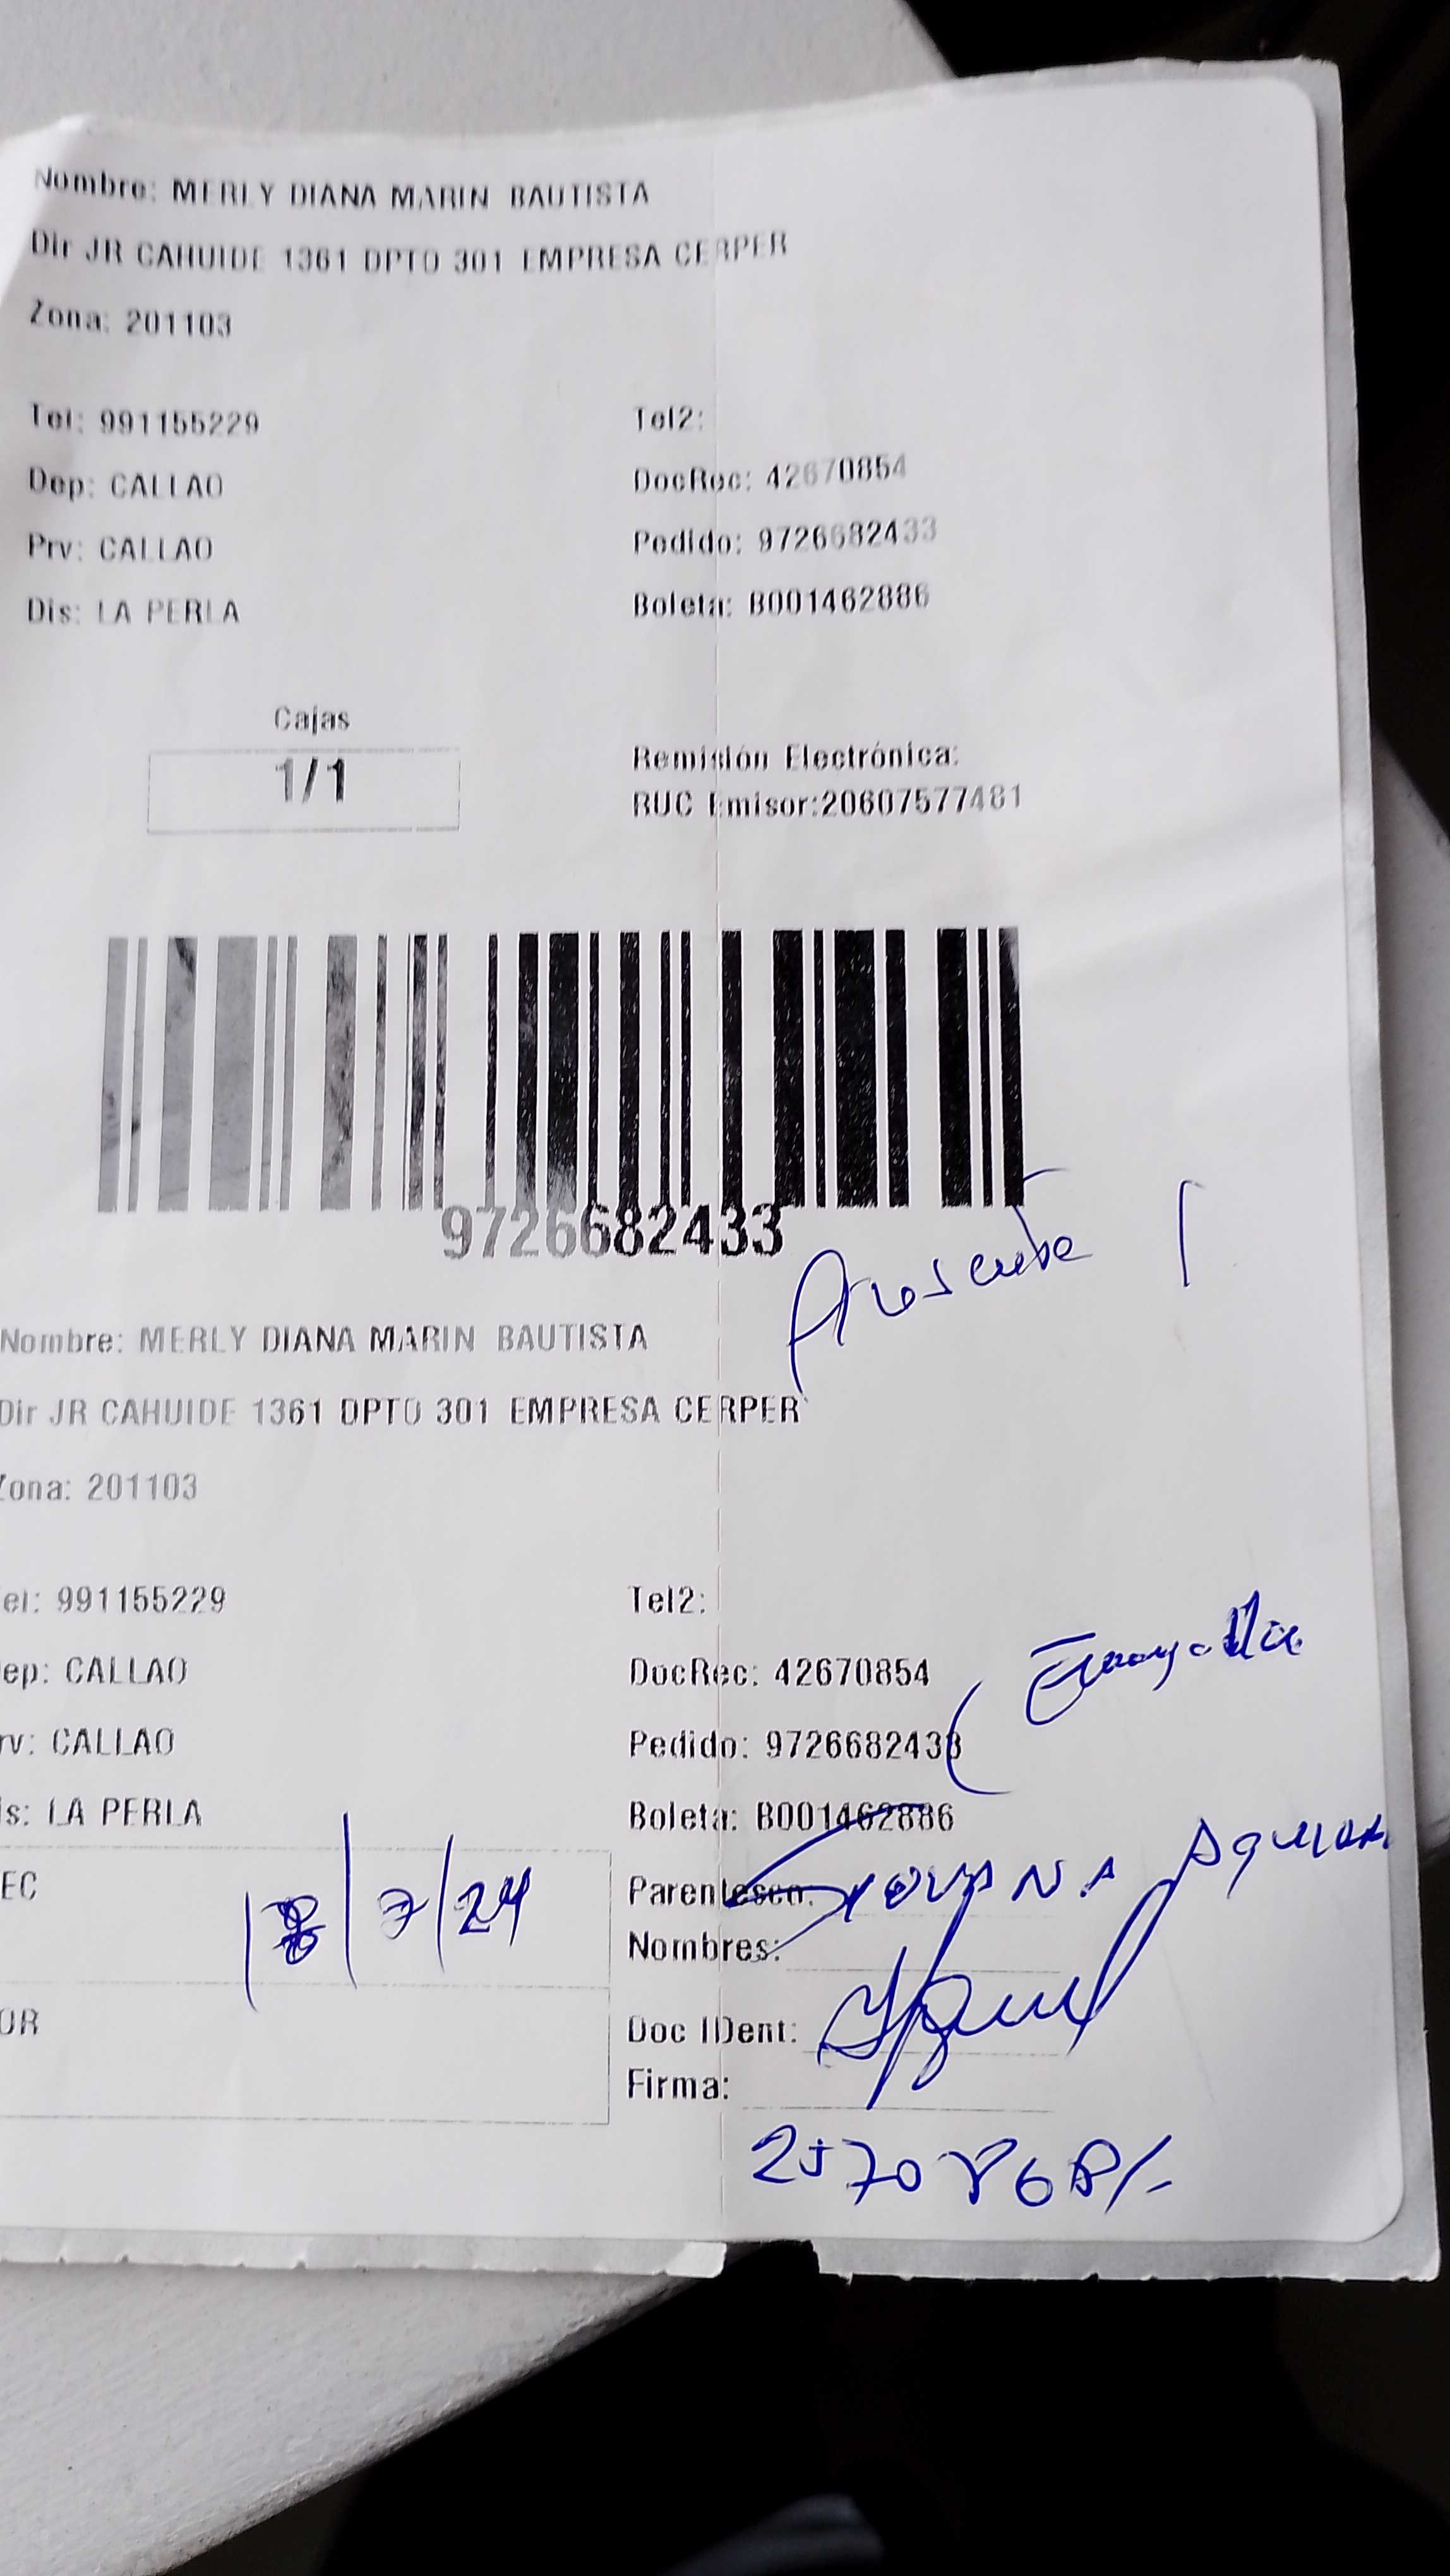 Nombre: MERLY DIANA MARIN BAUTISTA
Dir JR CAHUIDE 1361 DPTO 301 EMPRESA CERPER
Zona: 201103
Tel: 991155229 Tel2:
Dep: CALLAO DocRec: 42670854
Prv: CALLAO Pedido: 9726682433
Dis: LA PERLA Boleta: B001462886
Cajas
1/1
Remisión Electrónica:
RUC Emisor:20607577481
9726682433
Nombre: MERLY DIANA MARIN BAUTISTA
Dir JR CAHUIDE 1361 DPTO 301 EMPRESA CERPER
Zona: 201103
el: 991155229 Tel2:
ep: CALLAO DocRec: 42670854
rv: CALLAO Pedido: 9726682433
is: LA PERLA Boleta: B001462886
EC /7/24 Parentesco:
Nombres:
OR Doc IDent:
Firma: